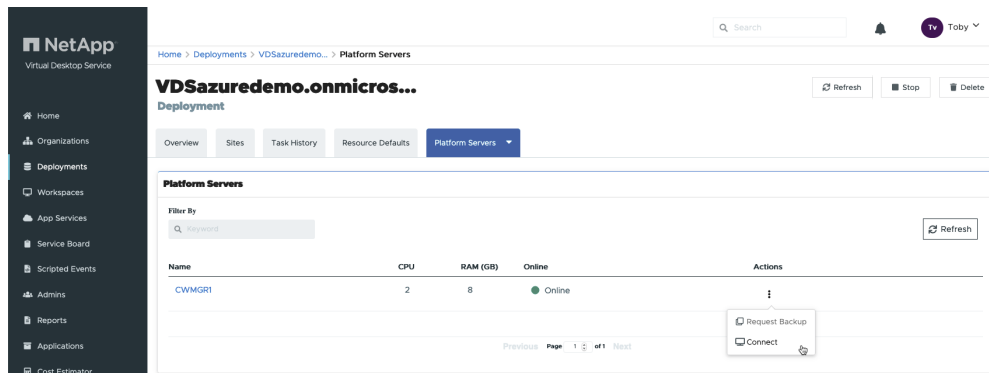 NetApp
Virtual Desktop Service
Home
Organizations
Deployments
Workspaces
App Services
Service Board
Scripted Events
Admins
Reports
Applications
Cost Estimator
Search
Tv Toby
Home > Deployments > VDSazuredemo... > Platform Servers
VDSazuredemo.onmicros...
Deployment
Refresh Stop Delete
Overview Sites Task History Resource Defaults Platform Servers
Platform Servers
Filter By
Keyword
Refresh
Name CPU RAM (GB) Online Actions
CWMGR1 2 8 Online
Request Backup
Connect
Previous Page 1 of 1 Next